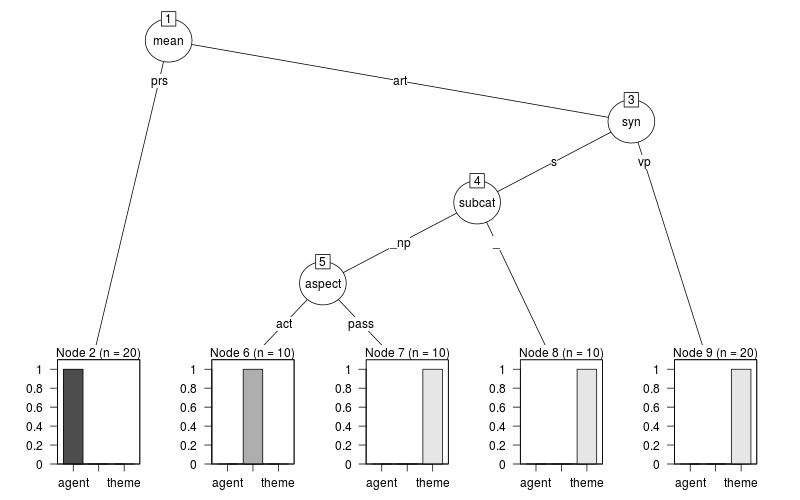 1
mean
prs
art
3
syn
s
vp
4
subcat
_np
_
5
aspect
act
pass
Node 2 (n = 20)
1
0.8
0.6
0.4
0.2
0
agent theme
Node 6 (n = 10)
1
0.8
0.6
0.4
0.2
0
agent theme
Node 7 (n = 10)
1
0.8
0.6
0.4
0.2
0
agent theme
Node 8 (n = 10)
1
0.8
0.6
0.4
0.2
0
agent theme
Node 9 (n = 20)
1
0.8
0.6
0.4
0.2
0
agent theme